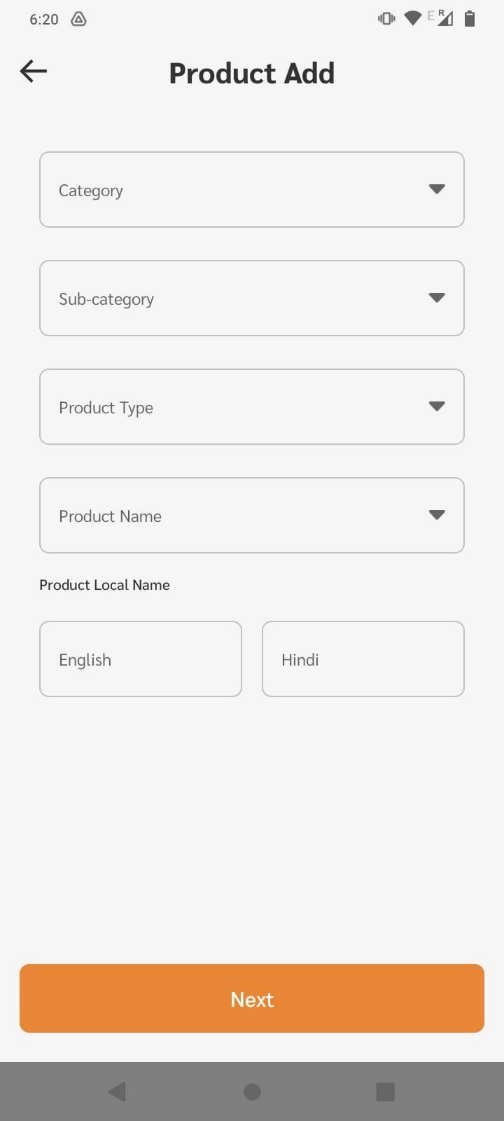 6:20
E R
Product Add
Category
Sub-category
Product Type
Product Name
Product Local Name
English Hindi
Next